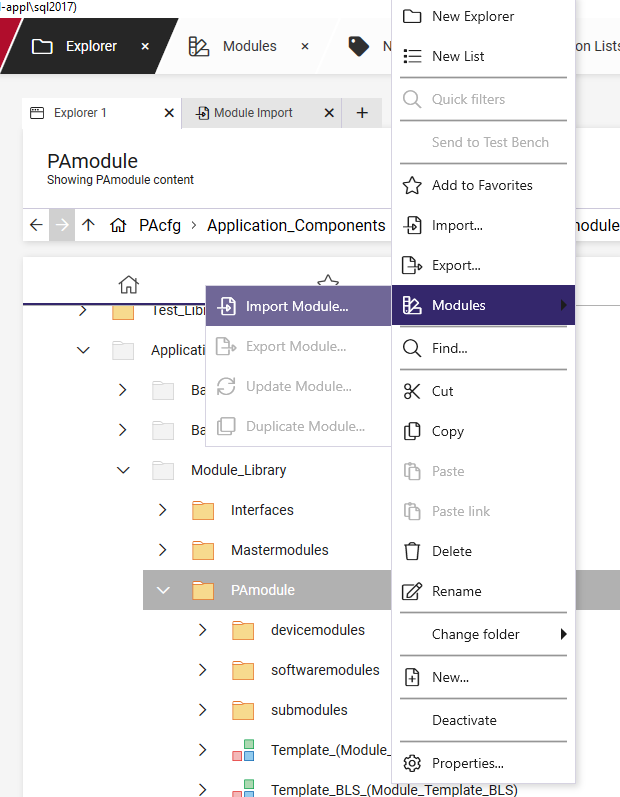 l-appl\sql2017)
Explorer
Modules
N
on Lists
Explorer 1
Module Import
PAmodule
Showing PAmodule content
PAcfg > Application_Components
module
Test_Lib
Applicati
Ba
Ba
Module_Library
Interfaces
Mastermodules
PAmodule
devicemodules
softwaremodules
submodules
Template_(Module_
Template_BLS_(Module_Template_BLS)
Import Module...
Export Module...
Update Module...
Duplicate Module...
New Explorer
New List
Quick filters
Send to Test Bench
Add to Favorites
Import...
Export...
Modules
Find...
Cut
Copy
Paste
Paste link
Delete
Rename
Change folder
New...
Deactivate
Properties...